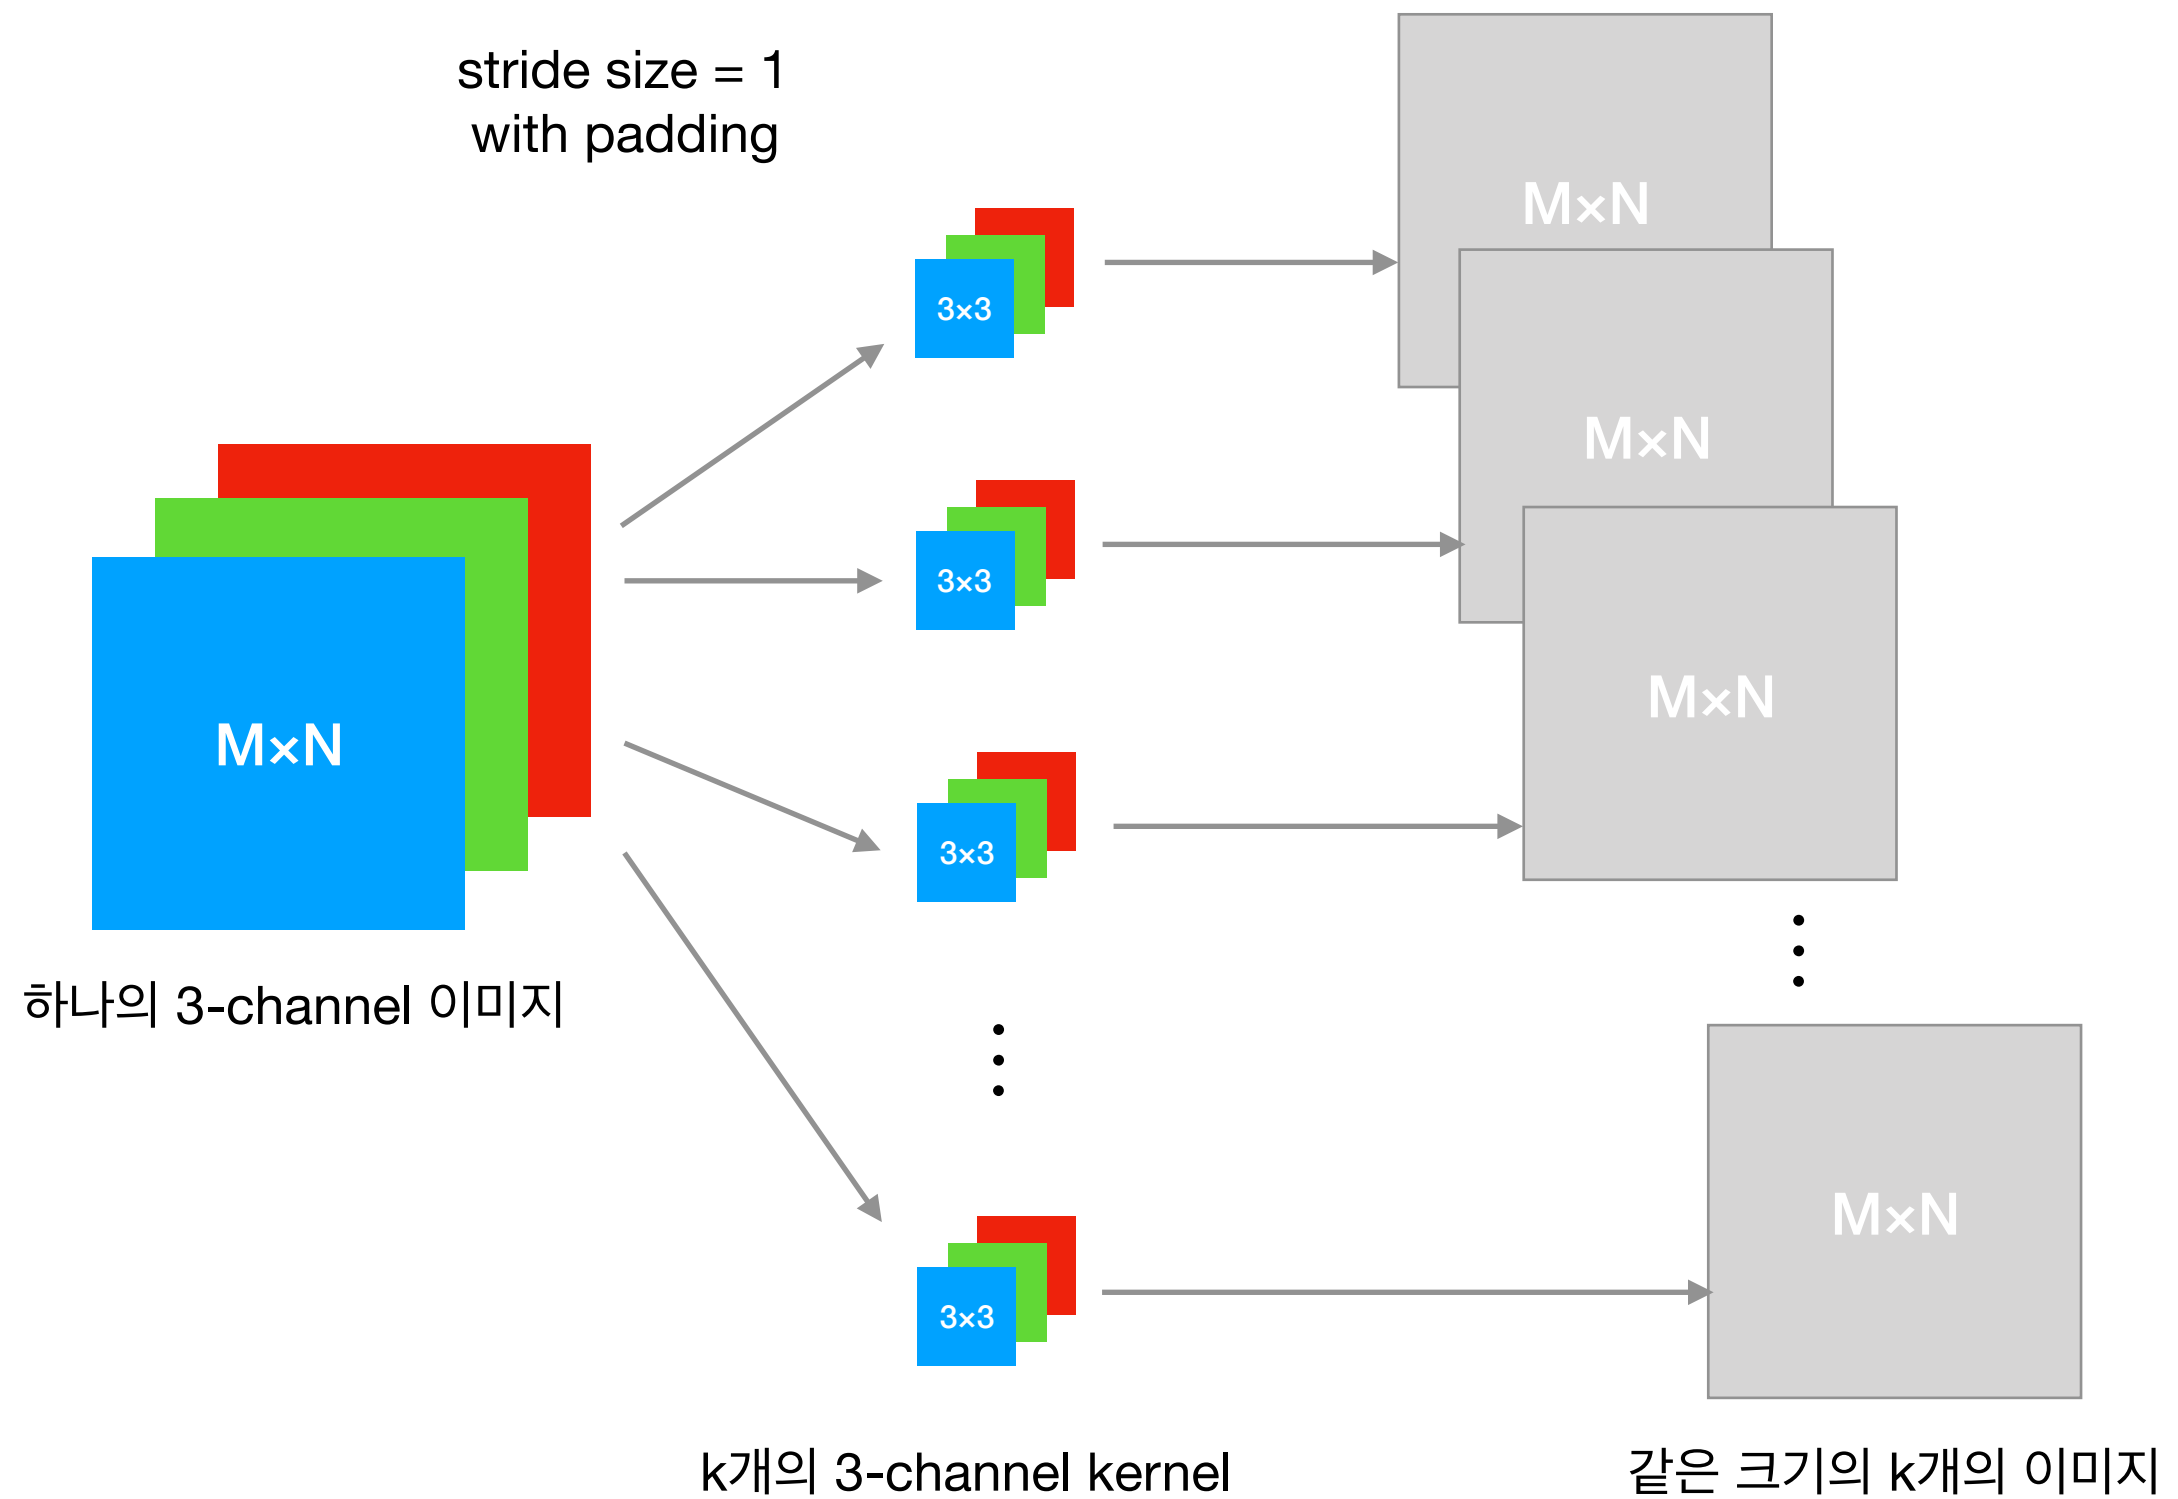 stride size = 1
with padding
M×N
3×3
M×N
3×3
M×N
3×3
M×N
M×N
하나의 3-channel 이미지
3×3
M×N
k개의 3-channel kernel
같은 크기의 k개의 이미지